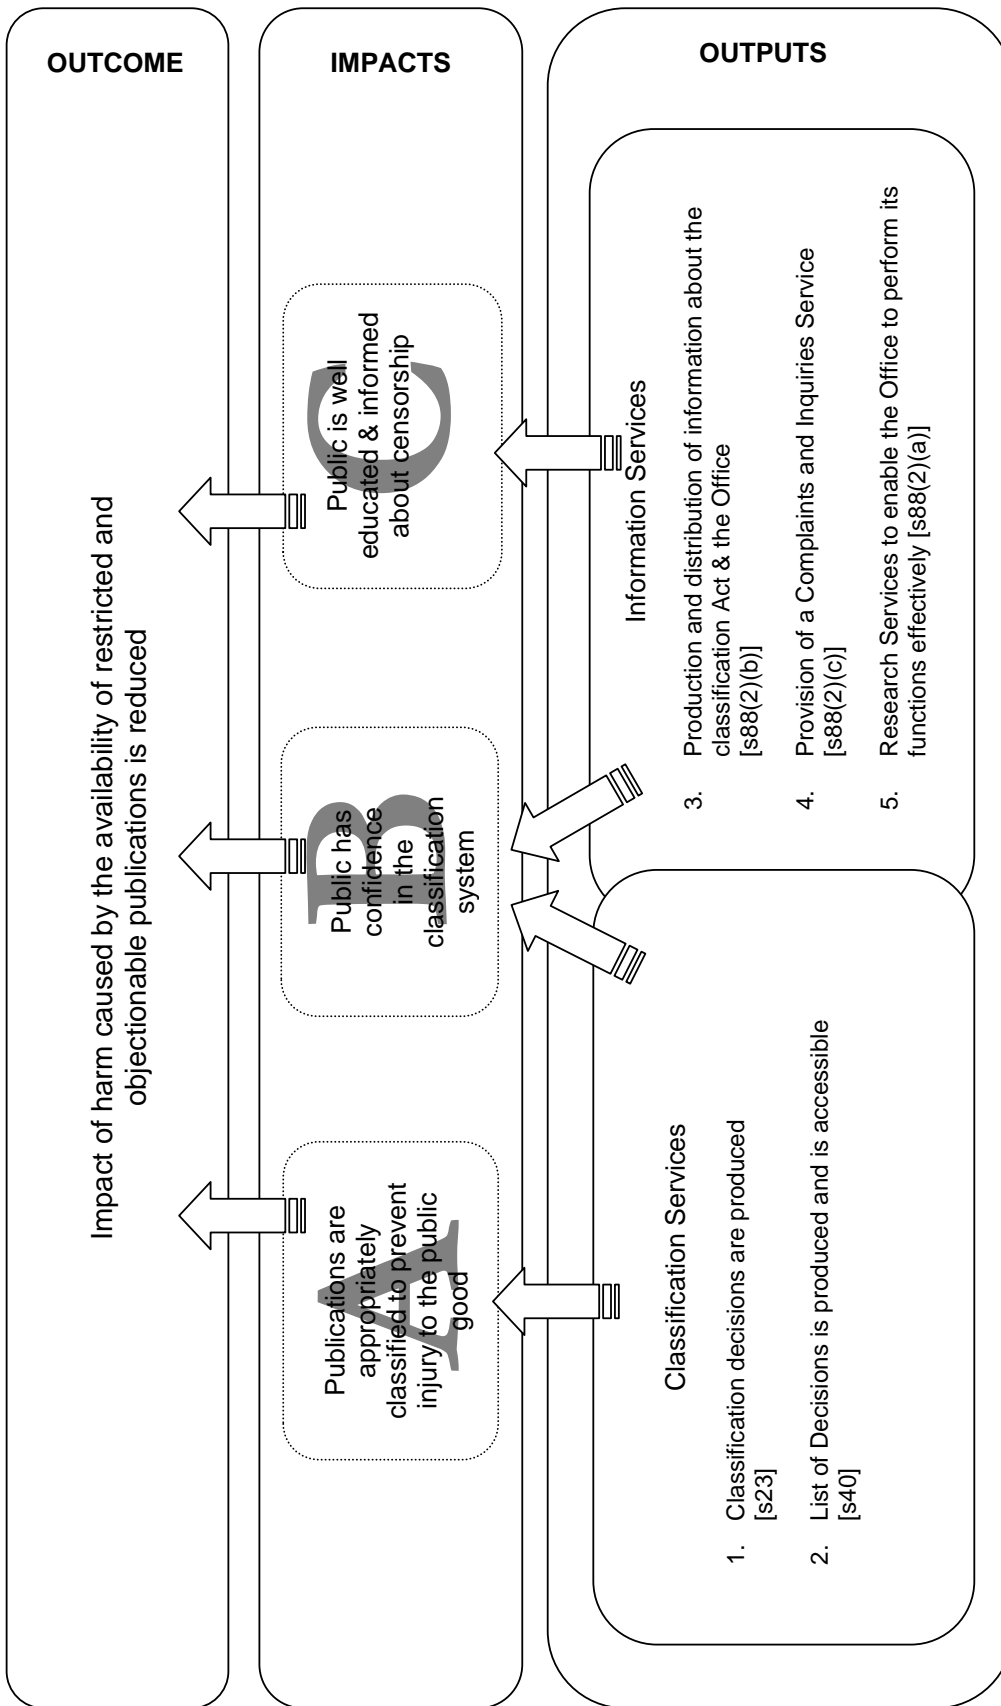 OUTCOME
Impact of harm caused by the availability of restricted and
objectionable publications is reduced
IMPACTS
A
Publications are
appropriately
classified to prevent
injury to the public
good
B
Public has
confidence
in the
classification
system
C
Public is well
educated & informed
about censorship
OUTPUTS
Classification Services
1. Classification decisions are produced
[s23]
2. List of Decisions is produced and is accessible
[s40]
Information Services
3. Production and distribution of information about the
classification Act & the Office
[s88(2)(b)]
4. Provision of a Complaints and Inquiries Service
[s88(2)(c)]
5. Research Services to enable the Office to perform its
functions effectively [s88(2)(a)]